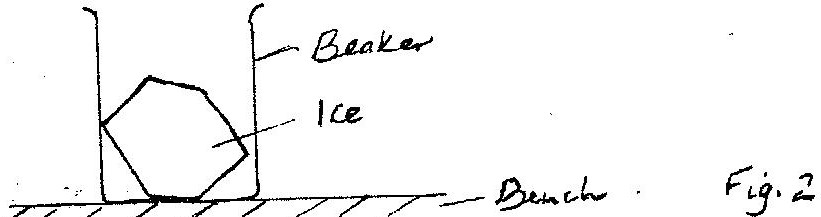 Beaker
Ice
Bench
Fig. 2